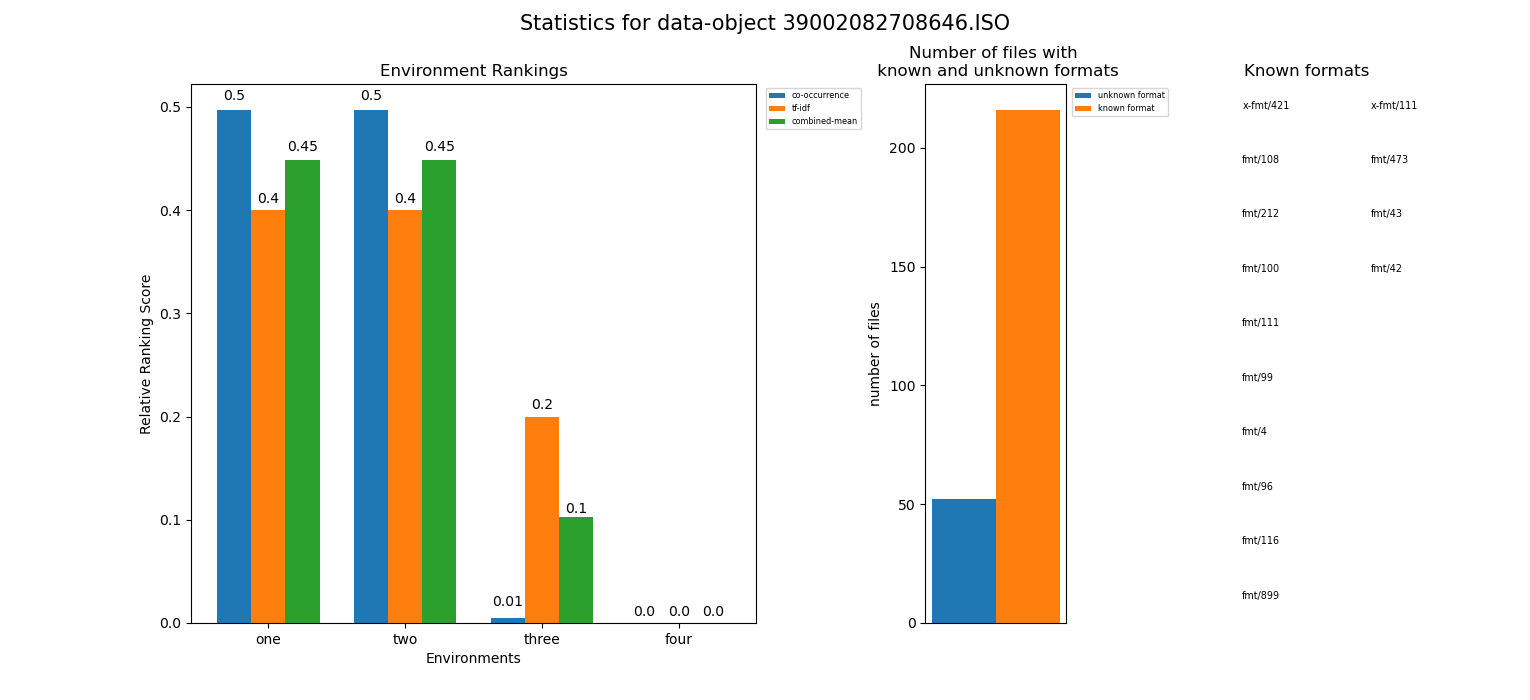 Statistics for data-object 39002082708646.ISO
Environment Rankings
0.5
0.4
0.3
0.2
0.1
0.0
Relative Ranking Score
0.5
0.4
0.45
0.5
0.4
0.45
0.01
0.2
0.1
0.0
0.0
0.0
one
two
three
four
Environments
co-occurrence
tf-idf
combined-mean
Number of files with
known and unknown formats
200
150
100
50
0
number of files
unknown format
known format
Known formats
x-fmt/421 x-fmt/111
fmt/108 fmt/473
fmt/212 fmt/43
fmt/100 fmt/42
fmt/111
fmt/99
fmt/4
fmt/96
fmt/116
fmt/899